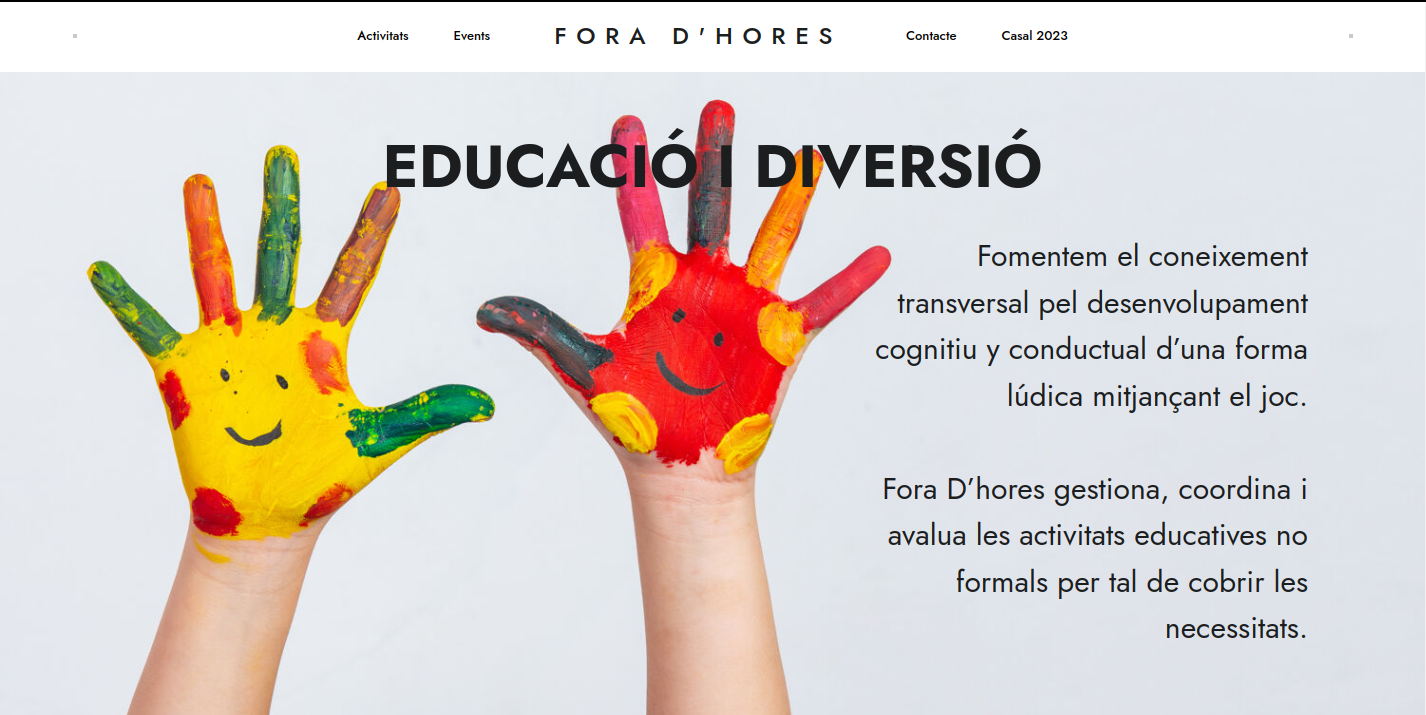 Activitats Events FORA D'HORES Contacte Casal 2023
EDUCACIÓ I DIVERSIÓ
Fomentem el coneixement
transversal pel desenvolupament
cognitiu y conductual d’una forma
lúdica mitjançant el joc.
Fora D’hores gestiona, coordina i
avalua les activitats educatives no
formals per tal de cobrir les
necessitats.